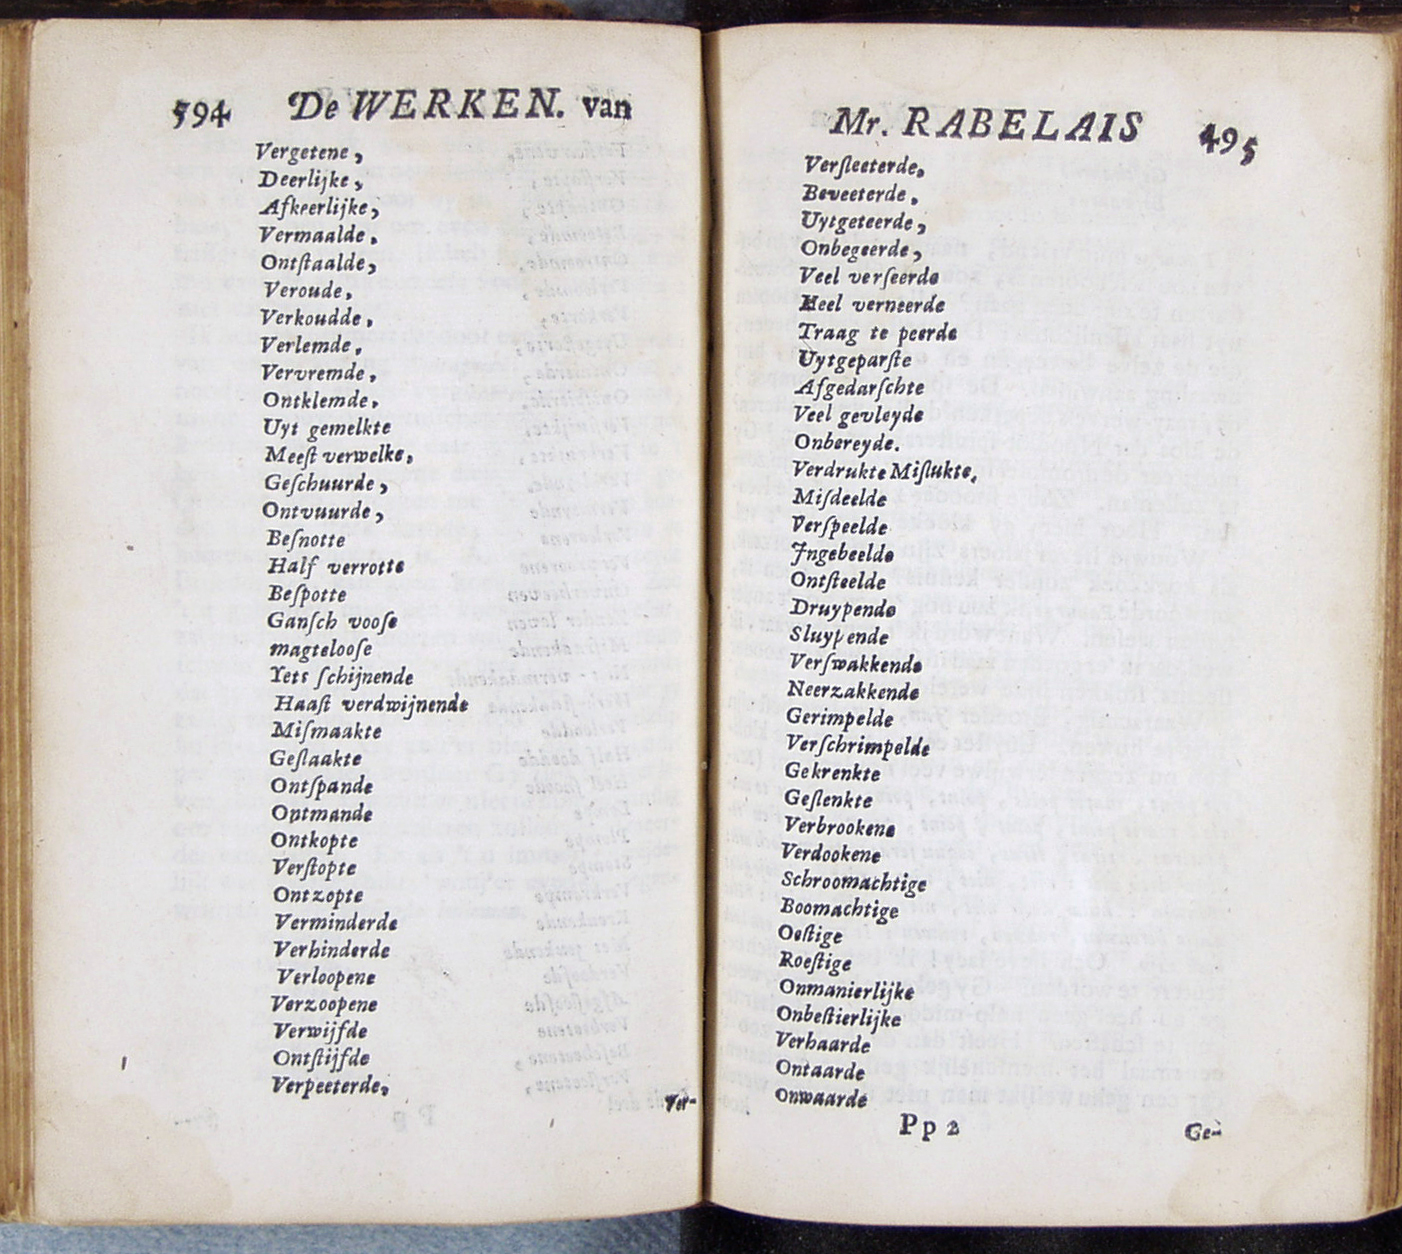 594 De WERKEN. van
Vergetene,
Deerlijke,
Afkeerlijke,
Vermaalde,
Ontſtaalde,
Veroude,
Verkoudde,
Verlemde,
Vervremde,
Ontklemde,
Uyt gemelkte
Meeſt verwelke,
Geſchuurde,
Ontvuurde,
Beſnotte
Half verrotte
Beſpotte
Ganſch vooſe
magtelooſe
Yets ſchijnende
Haaſt verdwijnende
Miſmaakte
Geſlaakte
Ontſpande
Optmande
Ontkopte
Verſtopte
Ontzopte
Verminderde
Verhinderde
Verloopene
Verzoopene
Verwijfde
Ontſtijfde
Verpeeterde,
Ver-
Mr. RABELAIS 495
Verſleeterde,
Beveeterde,
Uytgeteerde,
Onbegeerde,
Veel verſeerde
Heel verneerde
Traag te peerde
Uytgeparſte
Afgedarſchte
Veel gevleyde
Onbereyde.
Verdrukte Miſlukte,
Miſdeelde
Verſpeelde
Jngebeelde
Ontſteelde
Druypende
Sluypende
Verſwakkende
Neerzakkende
Gerimpelde
Verſchrimpelde
Gekrenkte
Geſlenkte
Verbrookene
Verdookene
Schroomachtige
Boomachtige
Oeſtige
Roeſtige
Onmanierlijke
Onbeſtierlijke
Verhaarde
Ontaarde
Onwaarde
Pp 2 Ge-